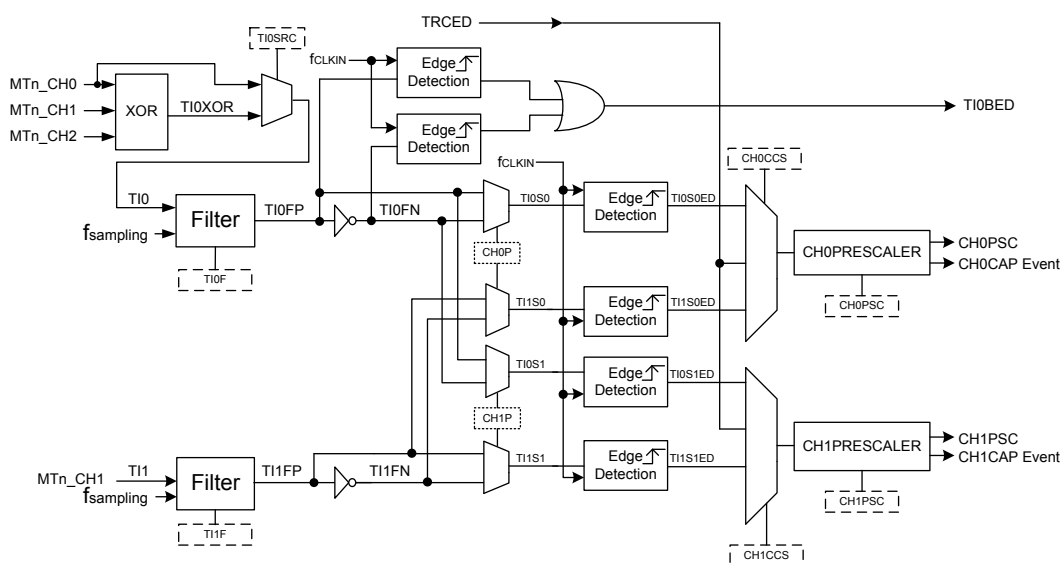 TRCED
TI0SRC
fCLKIN
Edge
Detection
MTn_CH0
MTn_CH1
MTn_CH2
XOR
TI0XOR
TI0BED
Edge
Detection
fCLKIN
CH0CCS
TI0
fsampling
Filter
TI0FP
TI0FN
TI0S0
Edge
Detection
TI0S0ED
TI0F
CH0P
CH0PRESCALER
CH0PSC
CH0CAP Event
CH0PSC
TI1S0
Edge
Detection
TI1S0ED
TI0S1
Edge
Detection
TI0S1ED
CH1P
MTn_CH1
TI1
fsampling
Filter
TI1FP
TI1FN
TI1S1
Edge
Detection
TI1S1ED
CH1PRESCALER
CH1PSC
CH1CAP Event
CH1PSC
TI1F
CH1CCS